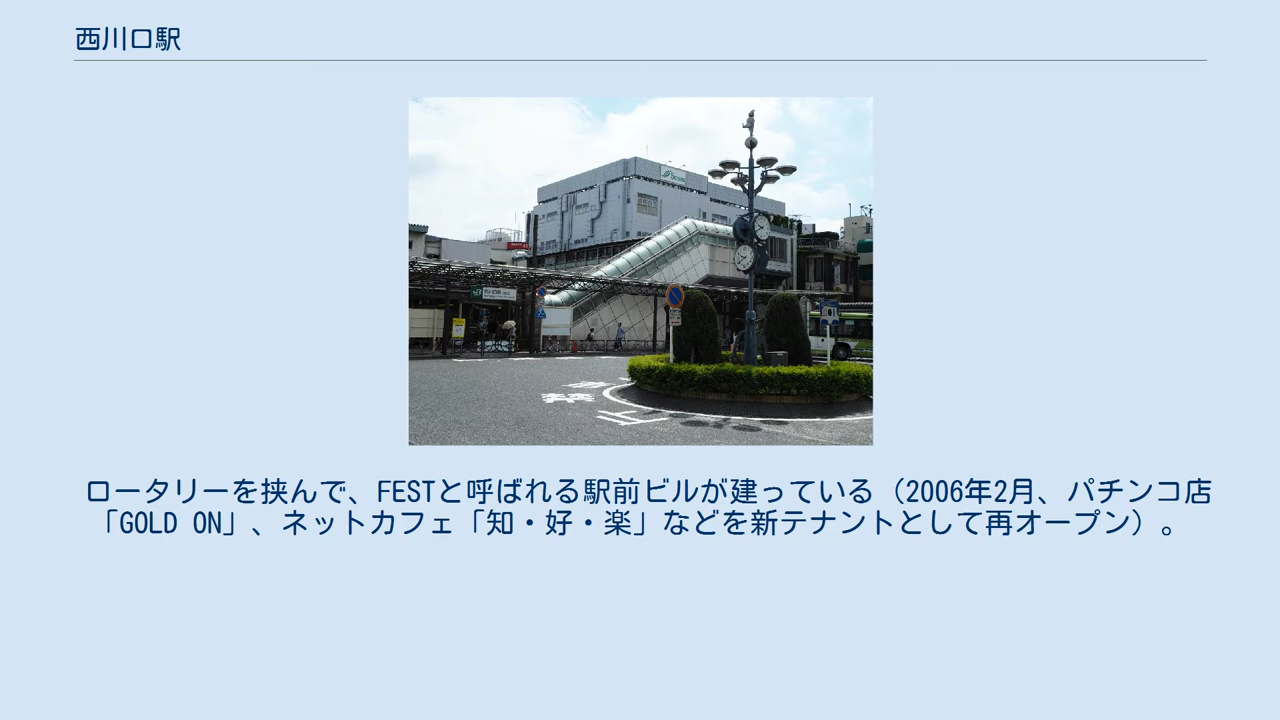 西川口駅
ロータリーを挟んで、FESTと呼ばれる駅前ビルが建っている（2006年2月、パチンコ店
「GOLD ON」、ネットカフェ「知・好・楽」などを新テナントとして再オープン）。